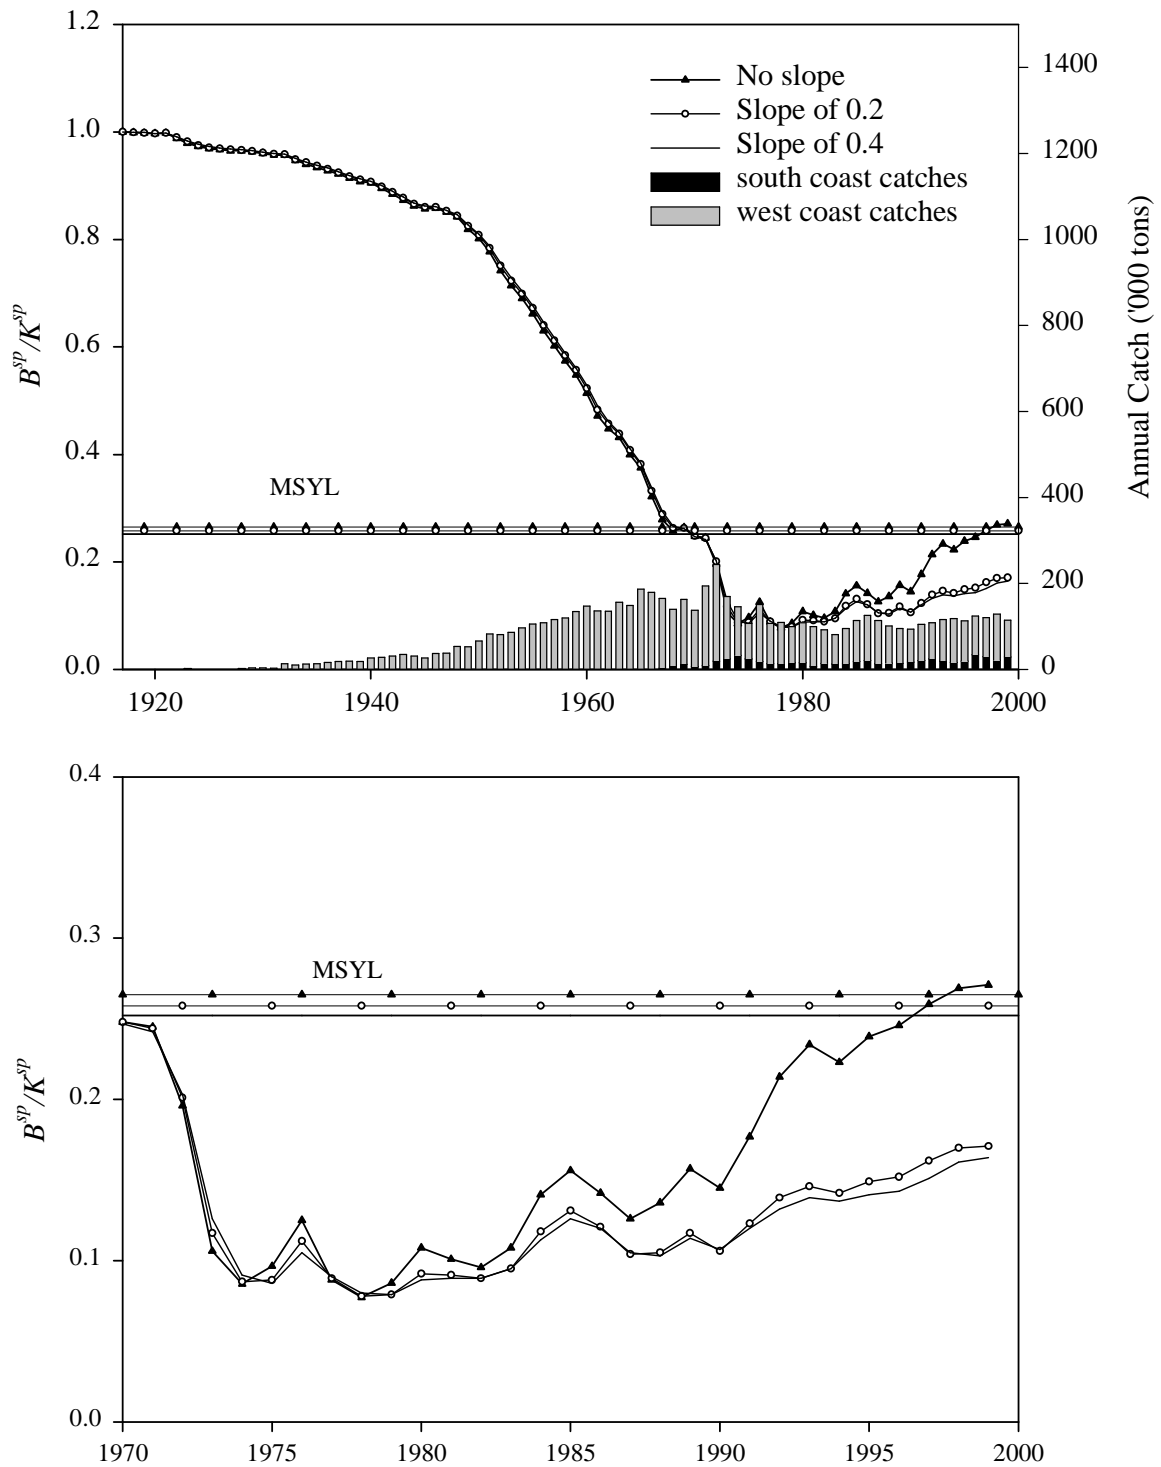 1.2
1.0
0.8
0.6
0.4
0.2
0.0
B^sp/K^sp
No slope
Slope of 0.2
Slope of 0.4
south coast catches
west coast catches
MSYL
1400
1200
1000
800
600
400
200
0
Annual Catch ('000 tons)
1920 1940 1960 1980 2000
0.4
0.3
0.2
0.1
0.0
B^sp/K^sp
MSYL
1970 1975 1980 1985 1990 1995 2000